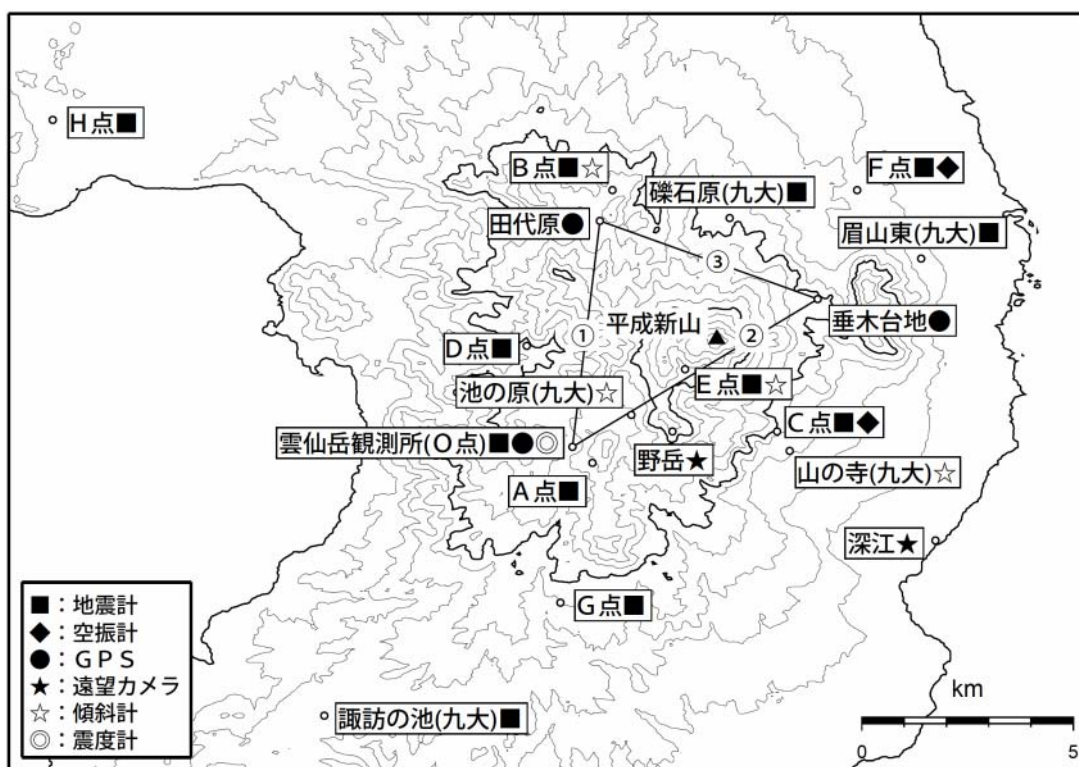 H点■
B点■☆
F点■◆
礫石原(九大)■
田代原●
眉山東(九大)■
③
平成新山
垂木台地●
①
②
D点■
E点■☆
池の原(九大)☆
C点■◆
雲仙岳観測所(O点)■●◎
野岳★
山の寺(九大)☆
A点■
深江★
G点■
諏訪の池(九大)■
■:地震計
◆:空振計
●:GPS
★:遠望カメラ
☆:傾斜計
◎:震度計
km
0 5